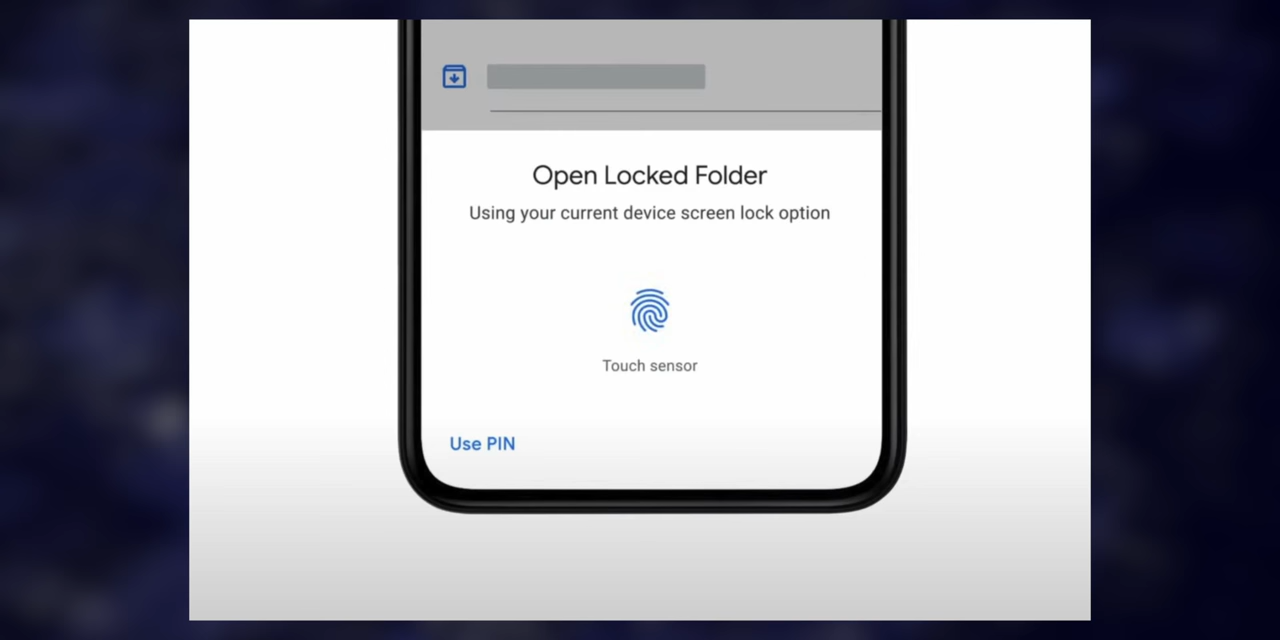 Open Locked Folder
Using your current device screen lock option
Touch sensor
Use PIN